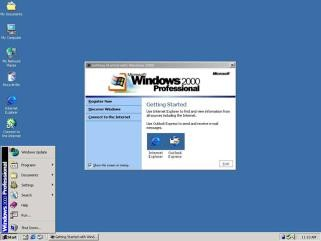 My Documents
My Computer
My Network
Places
Recycle Bin
Internet
Explorer
Connect to
the Internet
Getting Started with Windows 2000
Microsoft
Microsoft
Windows 2000
Professional
Register Now
Discover Windows
Connect to the Internet
Getting Started
Use Internet Explorer to find and view information from
all sources including the Internet.
Use Outlook Express to send and receive e-mail
messages.
Internet
Explorer
Outlook
Express
Show this screen at startup.
Exit
Windows 2000 Professional
Windows Update
Programs
Documents
Settings
Search
Help
Run...
Shut Down...
Start
Getting Started with Wind...